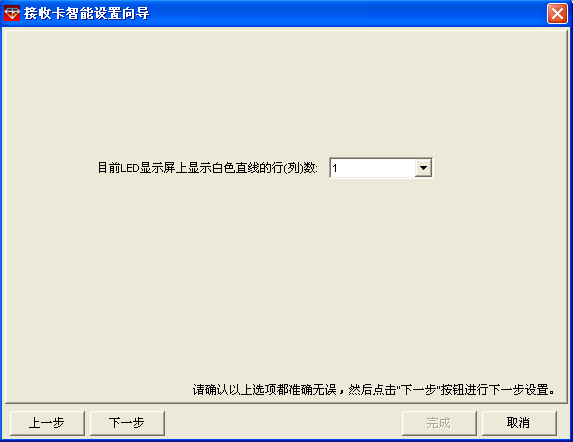 接收卡智能设置向导
目前LED显示屏上显示白色直线的行(列)数:
1
请确认以上选项都准确无误，然后点击"下一步"按钮进行下一步设置。
上一步
下一步
完成
取消